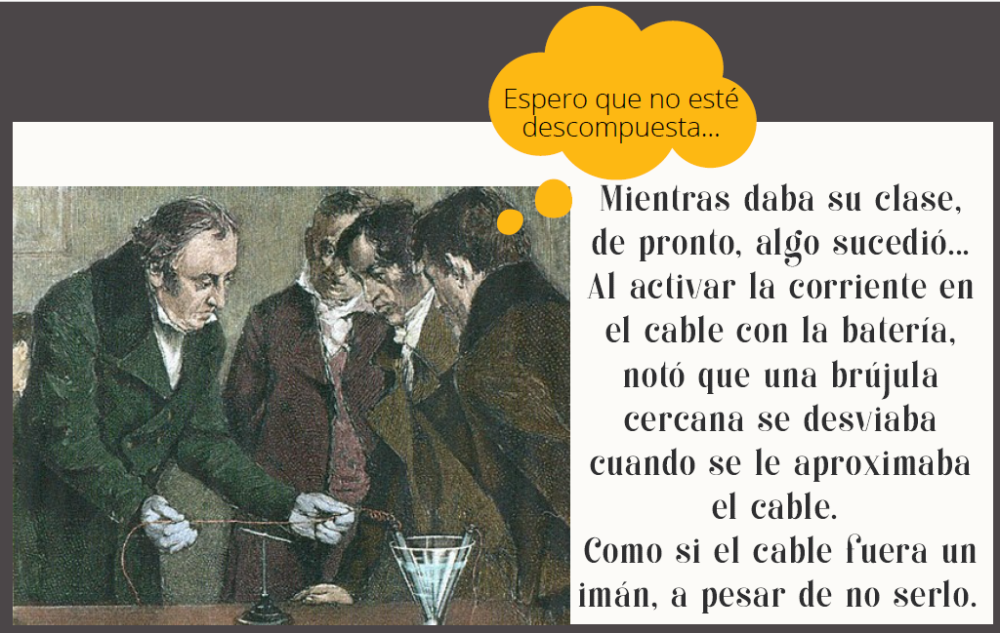 Espero que no esté
descompuesta...
Mientras daba su clase,
de pronto, algo sucedió...
Al activar la corriente en
el cable con la batería,
notó que una brújula
cercana se desviaba
cuando se le aproximaba
el cable.
Como si el cable fuera un
imán, a pesar de no serlo.